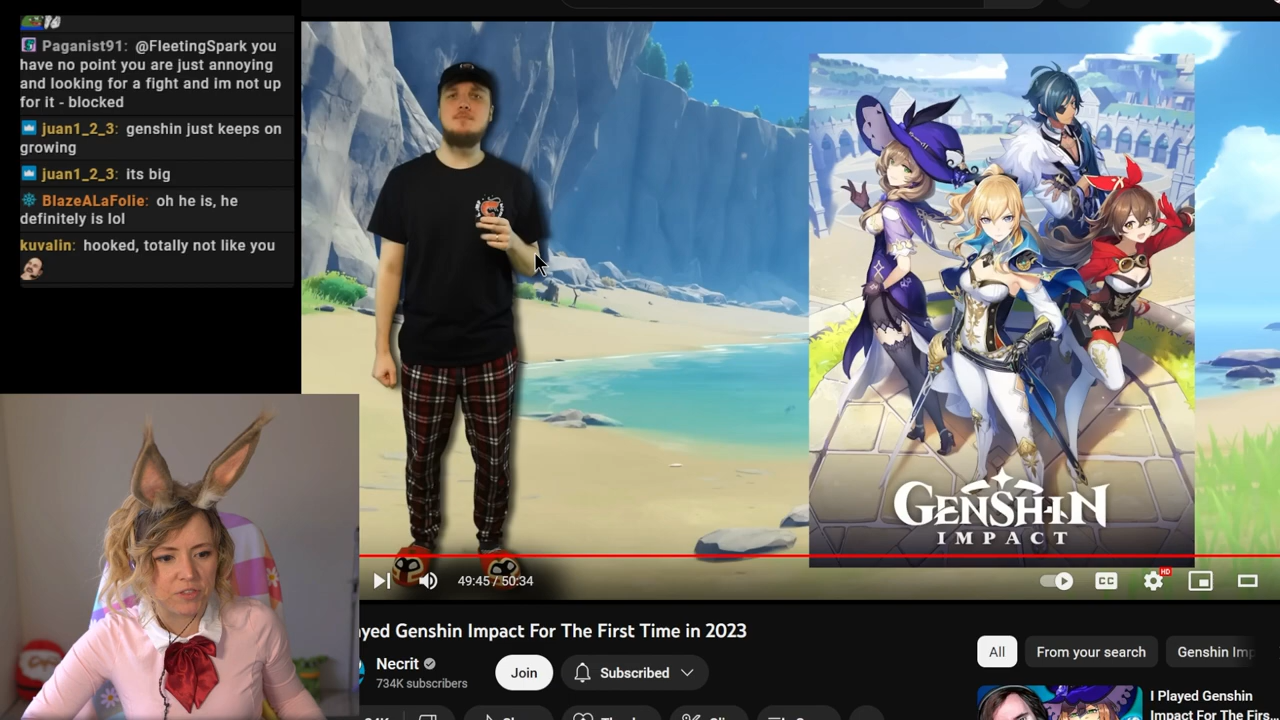 Paganist91: @FleetingSpark you
have no point you are just annoying
and looking for a fight and im not up
for it - blocked
juan1_2_3: genshin just keeps on
growing
juan1_2_3: its big
BlazeALaFolie: oh he is, he
definitely is lol
kuvalin: hooked, totally not like you
GENSHIN
IMPACT
49:45 / 50:34
CC
HD
yed Genshin Impact For The First Time in 2023
Necrit
734K subscribers
Join
Subscribed
All
From your search
Genshin Imp
I Played Genshin
Impact For The Firs